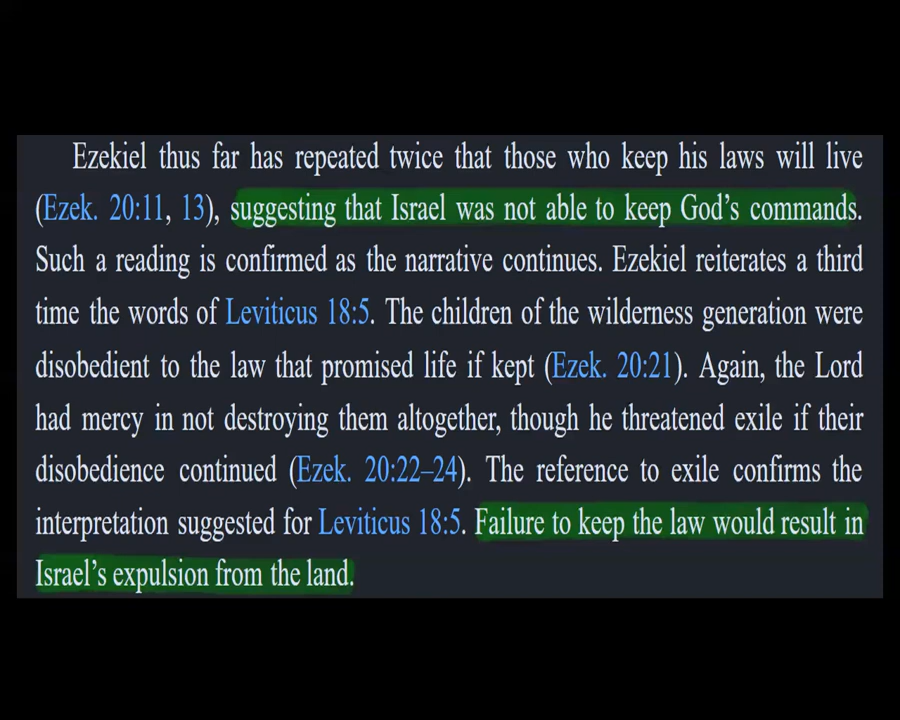 Ezekiel thus far has repeated twice that those who keep his laws will live
(Ezek. 20:11, 13), suggesting that Israel was not able to keep God's commands.
Such a reading is confirmed as the narrative continues. Ezekiel reiterates a third
time the words of Leviticus 18:5. The children of the wilderness generation were
disobedient to the law that promised life if kept (Ezek. 20:21). Again, the Lord
had mercy in not destroying them altogether, though he threatened exile if their
disobedience continued (Ezek. 20:22–24). The reference to exile confirms the
interpretation suggested for Leviticus 18:5. Failure to keep the law would result in
Israel's expulsion from the land.